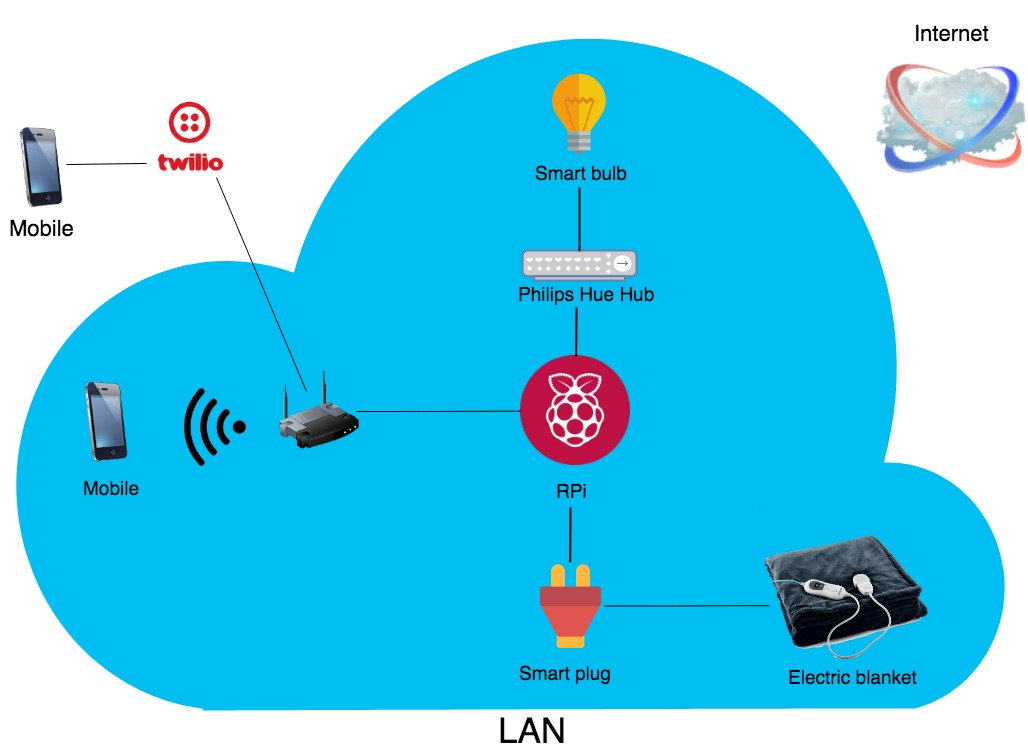 Internet
twilio
Smart bulb
Mobile
Philips Hue Hub
Mobile
RPi
Smart plug
Electric blanket
LAN